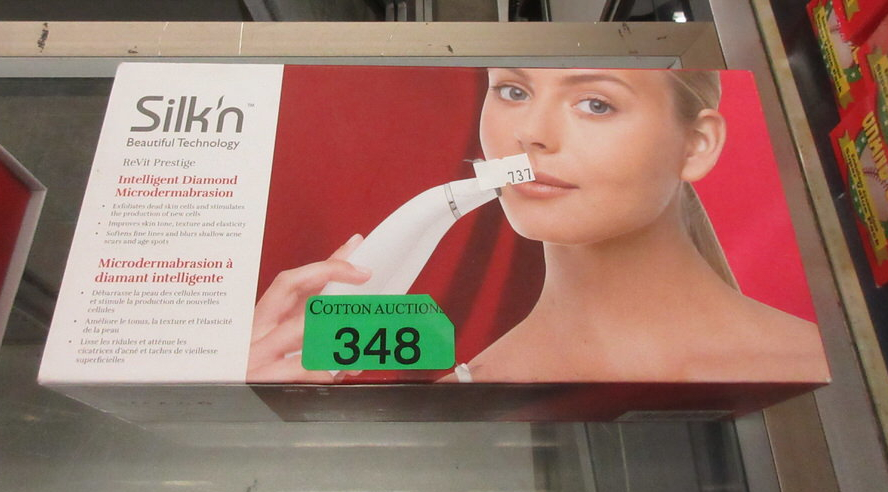 Silk'n™
Beautiful Technology
ReVit Prestige
Intelligent Diamond
Microdermabrasion
• Exfoliates dead skin cells and stimulates
the production of new cells
• Improves skin tone, texture and elasticity
• Softens fine lines and blurs shallow acne
scars and age spots
Microdermabrasion à
diamant intelligente
• Débarrasse la peau des cellules mortes
et stimule la production de nouvelles
cellules
• Améliore le tonus, la texture et l'élasticité
de la peau
• Lisse les ridules et atténue les
cicatrices d'acné et taches de vieillesse
superficielles
737
COTTON AUCTIONS
348